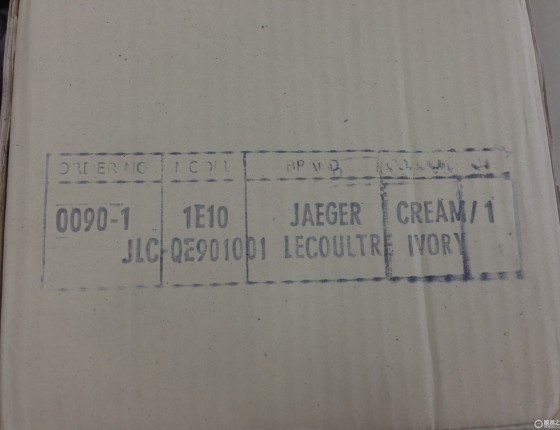 ORDER NO
BRAND
0090-1 1E10 JAEGER CREAM/1
JLC-QE901001 LECOULTRE IVORY